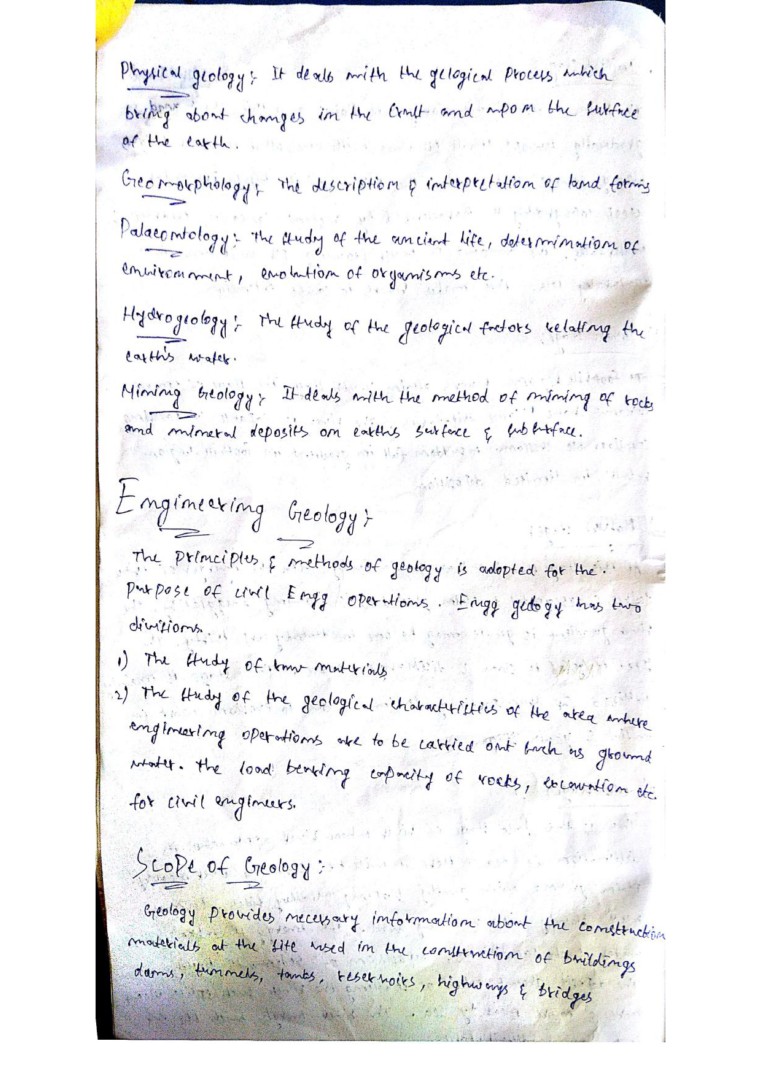 Physical geology:- It deals with the gelogical process which
bring about changes in the Crust and upon the surface
of the earth.
Geomorphology:- The description & interpretation of land forms
Palaeontology:- The study of the ancient life, determination of
environment, evolution of organisms etc.
Hydrogeology:- The study of the geological factors relating the
earth's water.
Mining Geology:- It deals with the method of mining of rocks
and mineral deposits on earths surface & subsurface.
Engineering Geology:-
The principles & methods of geology is adopted for the
purpose of civil Engg operations. Engg geology has two
divisions.
1) The study of raw materials
2) The study of the geological characteristics of the area where
engineering operations are to be carried out such as ground
water. The load bearing capacity of rocks, excavation etc.
for civil engineers.
Scope of Geology:-
Geology provides necessary information about the construction
materials at the site used in the construction of buildings
dams, tunnels, tanks, reservoirs, highways & bridges